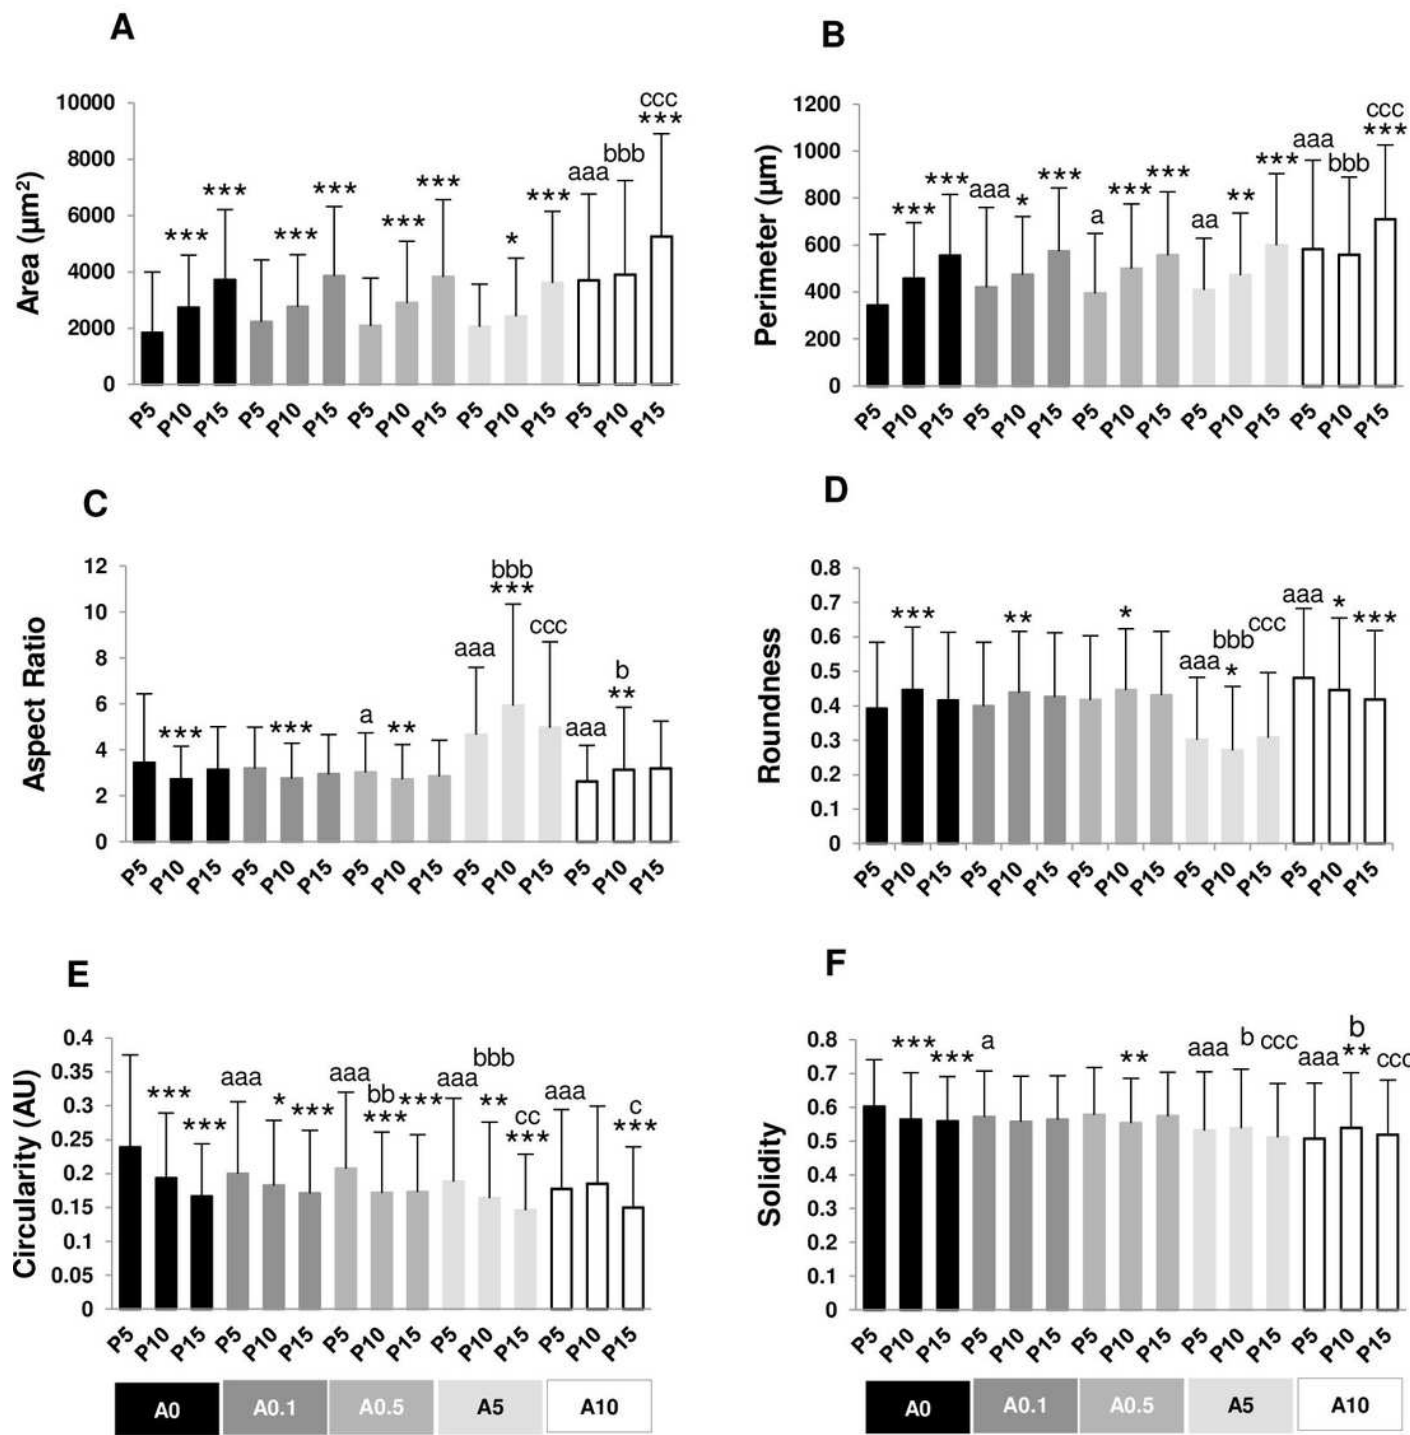 A
Area (µm²)
10000
8000
6000
4000
2000
0
*** *** *** *** *** *** * *** aaa bbb ccc ***
P5 P10 P15 P5 P10 P15 P5 P10 P15 P5 P10 P15 P5 P10 P15
B
Perimeter (µm)
1200
1000
800
600
400
200
0
*** *** aaa * *** a *** *** aa ** *** aaa bbb ccc ***
P5 P10 P15 P5 P10 P15 P5 P10 P15 P5 P10 P15 P5 P10 P15
C
Aspect Ratio
12
10
8
6
4
2
0
*** *** a ** aaa bbb *** ccc aaa b **
P5 P10 P15 P5 P10 P15 P5 P10 P15 P5 P10 P15 P5 P10 P15
D
Roundness
0.8
0.7
0.6
0.5
0.4
0.3
0.2
0.1
0
*** ** * aaa bbb * ccc aaa * ***
P5 P10 P15 P5 P10 P15 P5 P10 P15 P5 P10 P15 P5 P10 P15
E
Circularity (AU)
0.4
0.35
0.3
0.25
0.2
0.15
0.1
0.05
0
*** *** aaa * *** aaa bb *** *** aaa bbb ** cc *** aaa c ***
P5 P10 P15 P5 P10 P15 P5 P10 P15 P5 P10 P15 P5 P10 P15
A0 A0.1 A0.5 A5 A10
F
Solidity
0.8
0.7
0.6
0.5
0.4
0.3
0.2
0.1
0
*** *** a ** aaa b ccc aaa b ** ccc
P5 P10 P15 P5 P10 P15 P5 P10 P15 P5 P10 P15 P5 P10 P15
A0 A0.1 A0.5 A5 A10